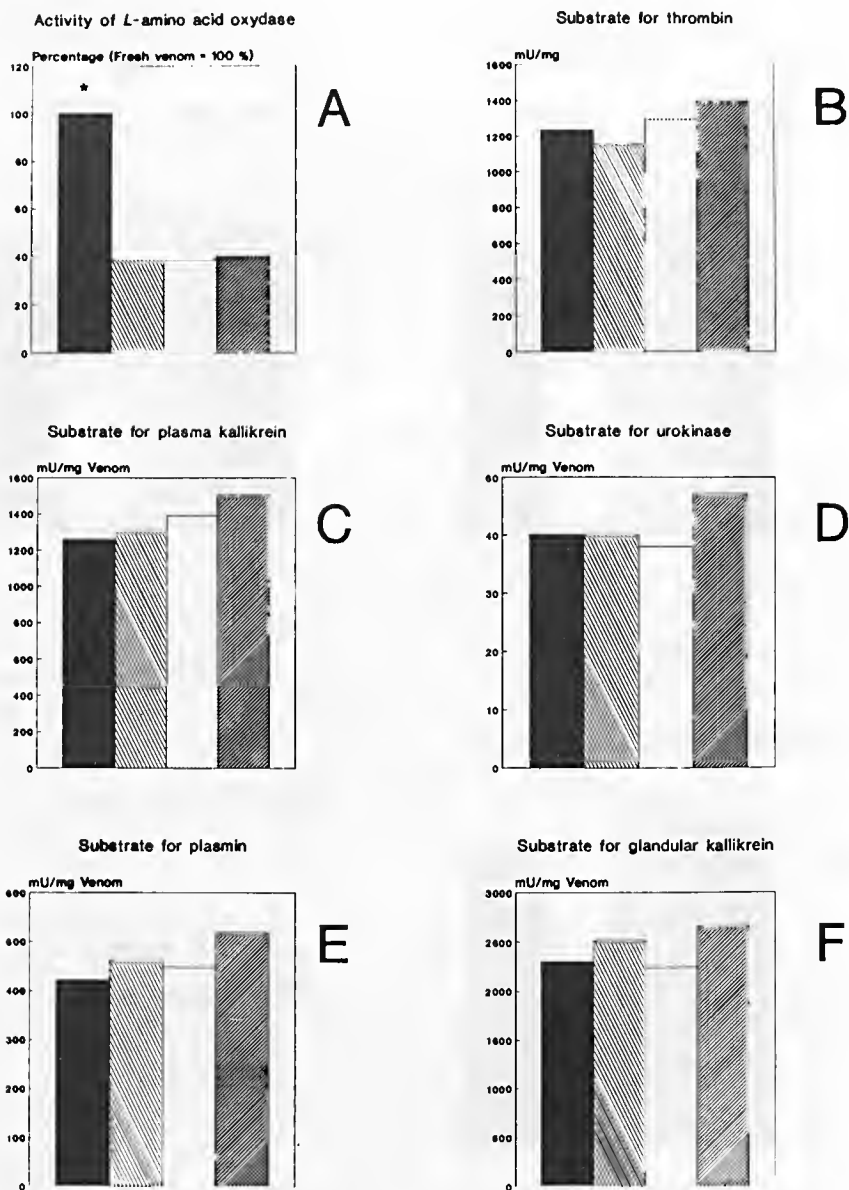 Activity of L-amino acid oxydase
Percentage (Fresh venom = 100 %)
120
100
80
60
40
20
0
*
A
Substrate for thrombin
mU/mg
1600
1400
1200
1000
800
600
400
200
0
B
Substrate for plasma kallikrein
mU/mg Venom
1600
1400
1200
1000
800
600
400
200
0
C
Substrate for urokinase
mU/mg Venom
50
40
30
20
10
0
D
Substrate for plasmin
mU/mg Venom
600
500
400
300
200
100
0
E
Substrate for glandular kallikrein
mU/mg Venom
3000
2500
2000
1500
1000
500
0
F